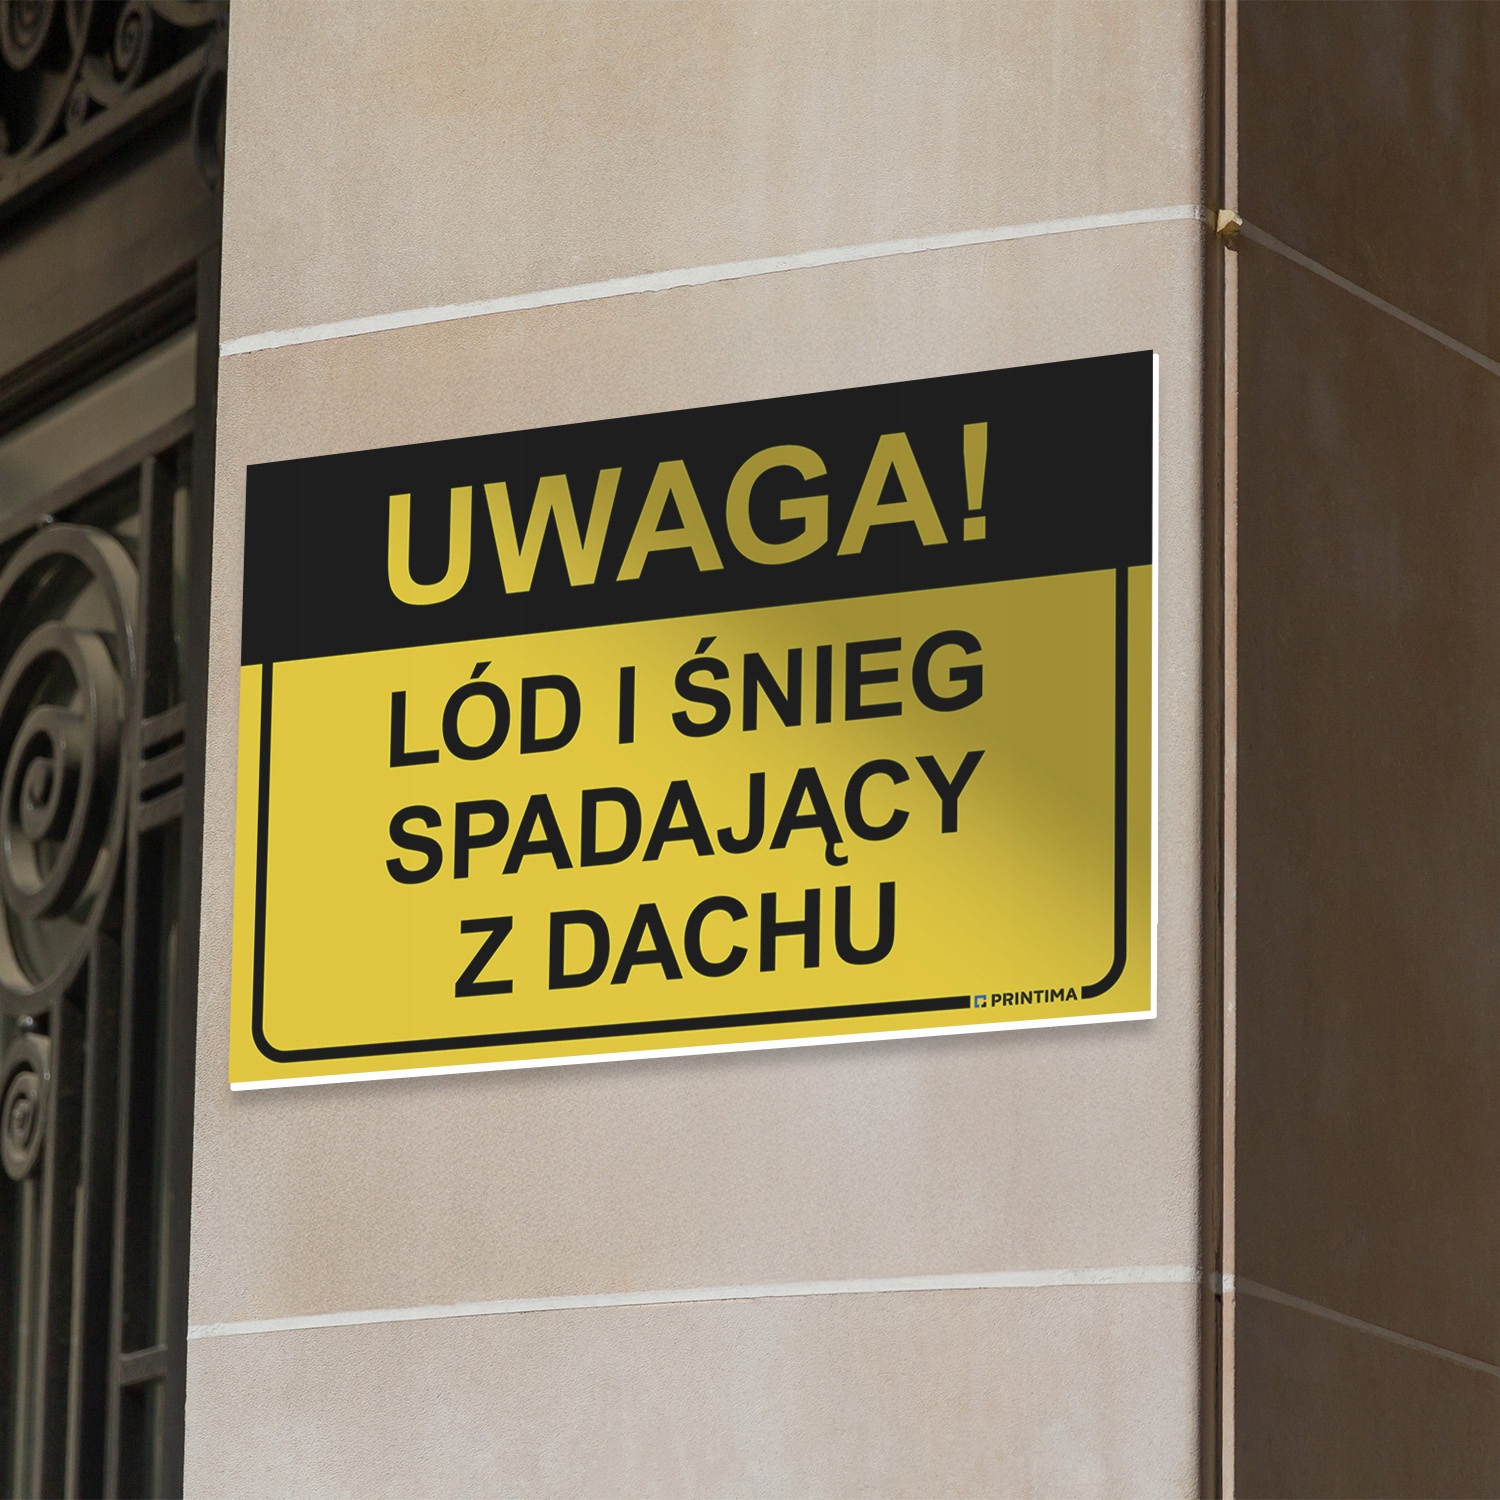 UWAGA!
LÓD I ŚNIEG
SPADAJĄCY
Z DACHU
PRINTIMA